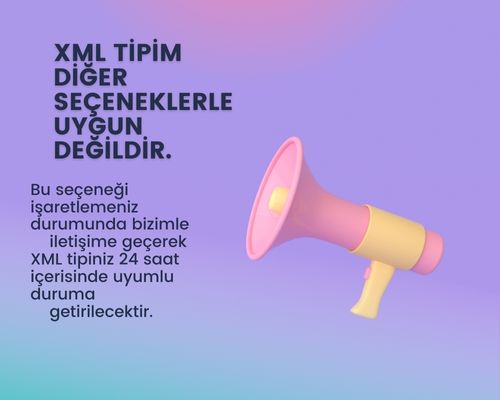 XML TİPİM
DİĞER
SEÇENEKLERLE
UYGUN
DEĞİLDİR.
Bu seçeneği
işaretlemeniz
durumunda bizimle
iletişime geçerek
XML tipiniz 24 saat
içerisinde uyumlu
duruma
getirilecektir.